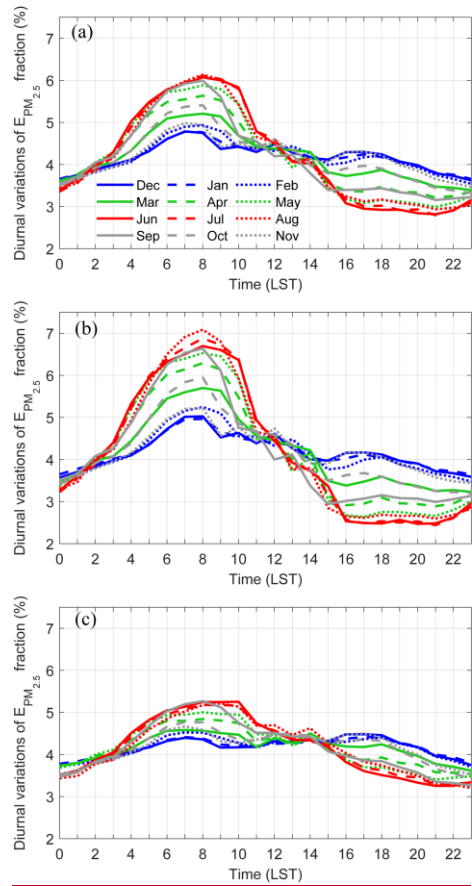 (a)
Diurnal variations of E_PM2.5 fraction (%)
7
6
5
4
3
2
Dec Jan Feb
Mar Apr May
Jun Jul Aug
Sep Oct Nov
0 2 4 6 8 10 12 14 16 18 20 22
Time (LST)
(b)
Diurnal variations of E_PM2.5 fraction (%)
7
6
5
4
3
2
0 2 4 6 8 10 12 14 16 18 20 22
Time (LST)
(c)
Diurnal variations of E_PM2.5 fraction (%)
7
6
5
4
3
2
0 2 4 6 8 10 12 14 16 18 20 22
Time (LST)